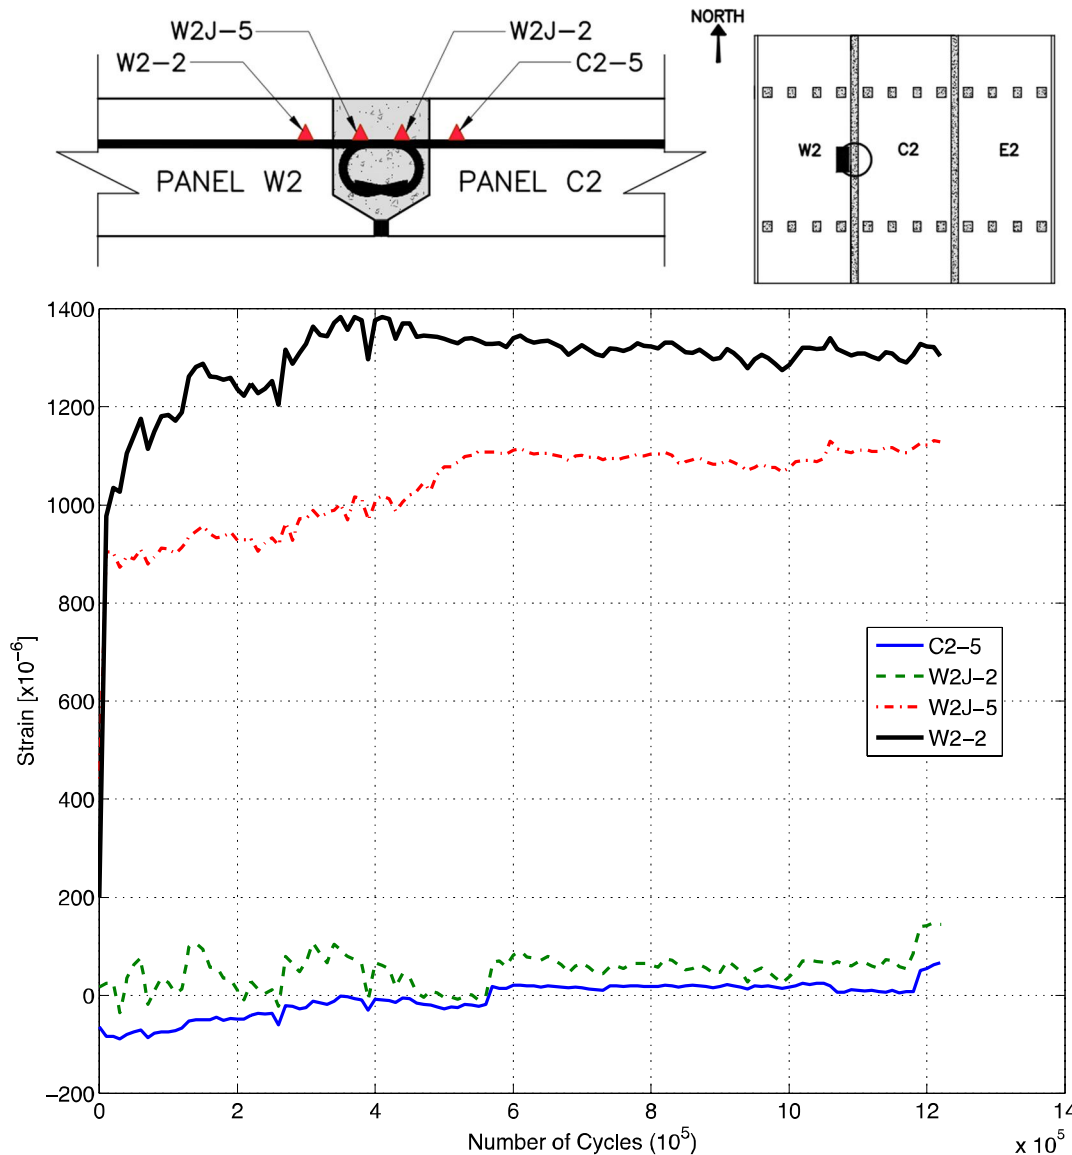 W2J-5
W2J-2
W2-2
C2-5
PANEL W2
PANEL C2
NORTH
W2
C2
E2
1400
1200
1000
800
600
400
200
0
-200
Strain [x10⁻⁶]
C2-5
W2J-2
W2J-5
W2-2
0
2
4
6
8
10
12
14
Number of Cycles (10⁵)
x 10⁵